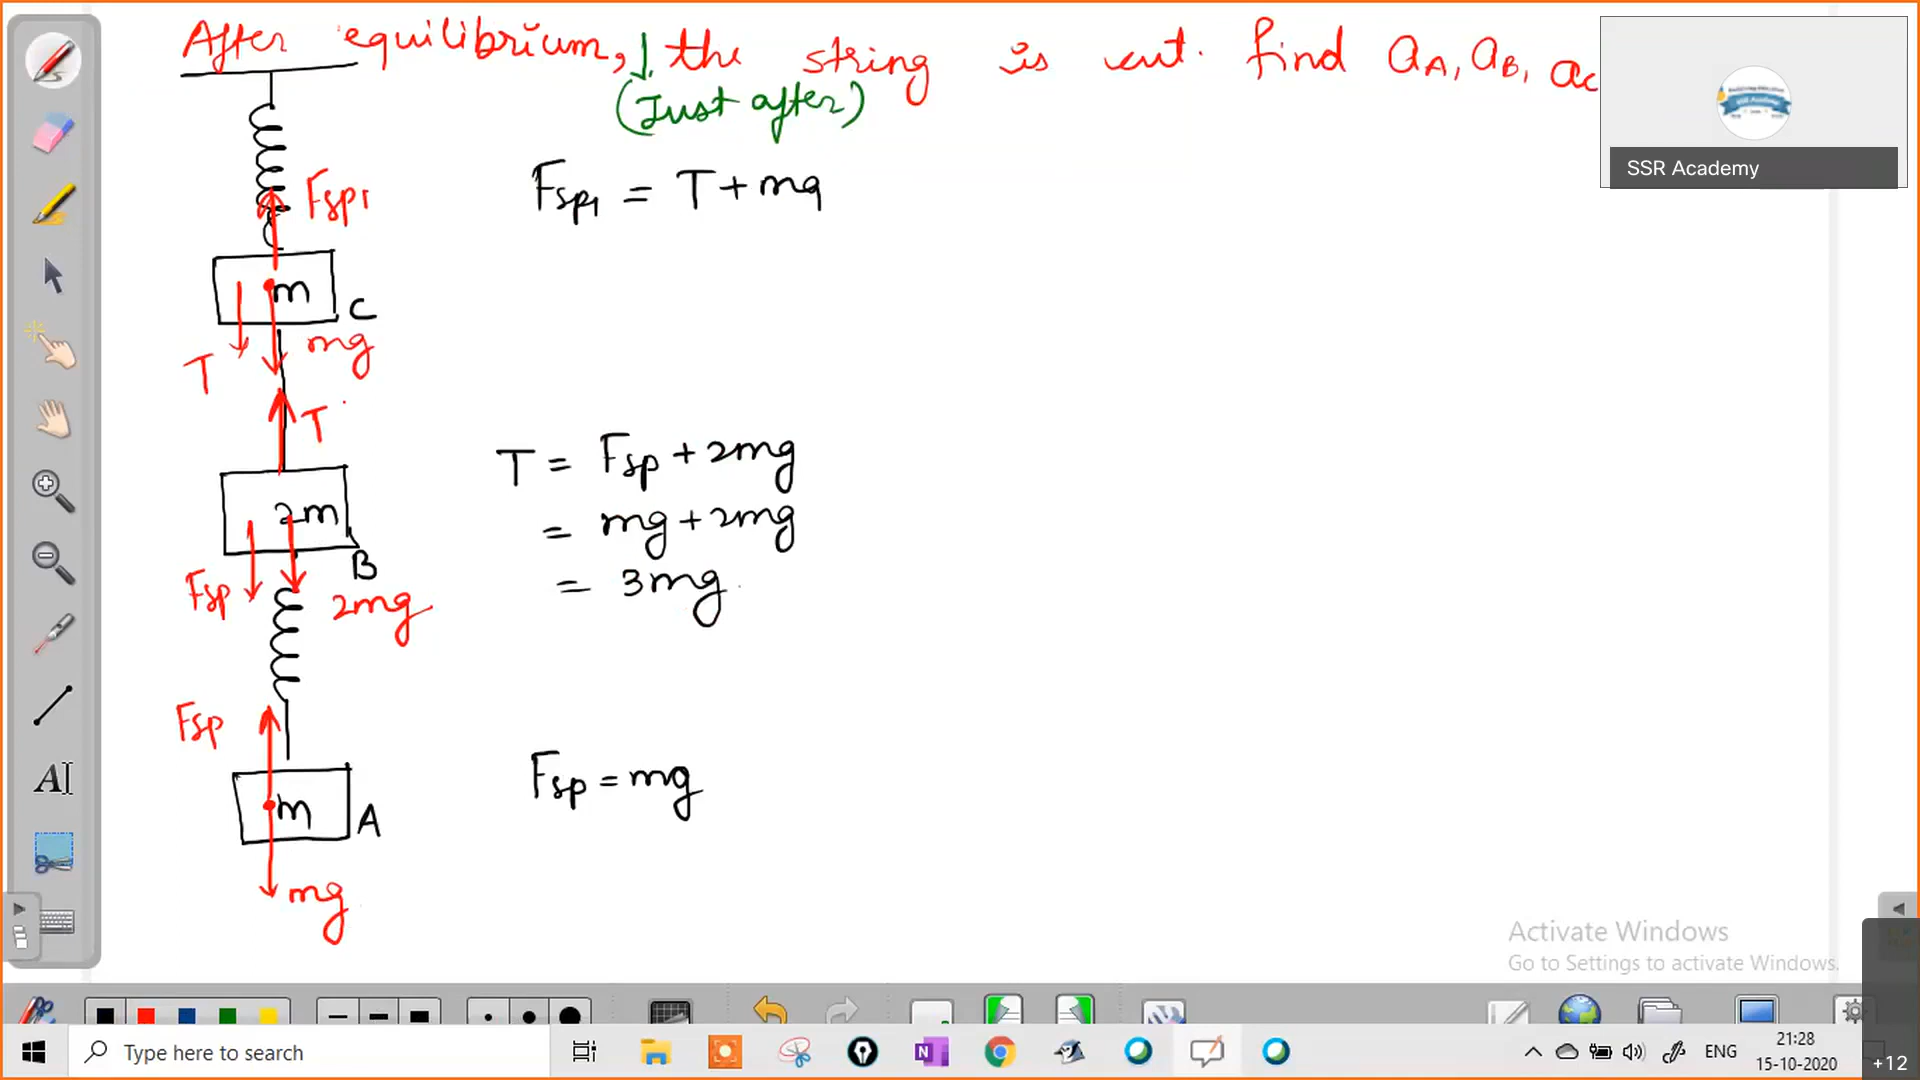 After equilibrium, the string is cut. find aA, aB, ac
(Just after)
SSR Academy
Fsp1
Fsp1 = T + mg
m
C
mg
T
T
T = Fsp + 2mg
2m
= mg + 2mg
B
Fsp
2mg
= 3mg
Fsp
Fsp = mg
m
A
mg
A
Activate Windows
Go to Settings to activate Windows.
Type here to search
N
ENG
21:28
15-10-2020
+12